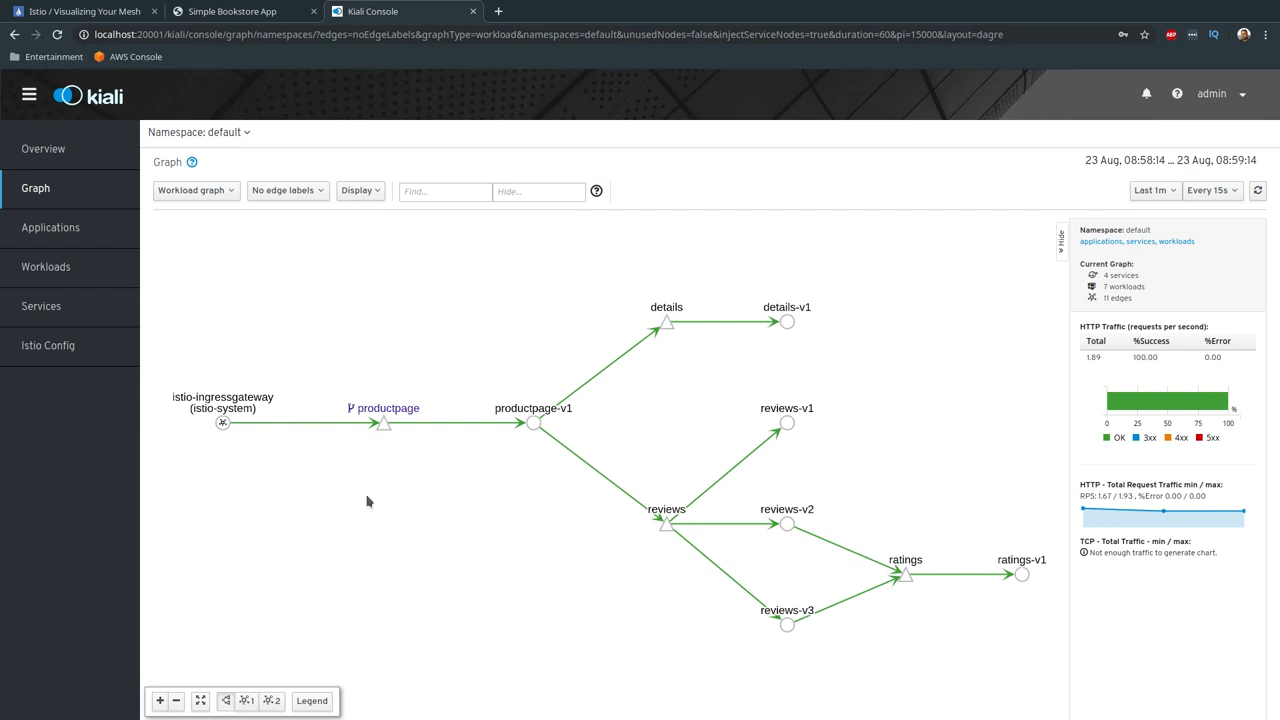 Istio / Visualizing Your Mesh
Simple Bookstore App
Kiali Console
localhost:20001/kiali/console/graph/namespaces/?edges=noEdgeLabels&graphType=workload&namespaces=default&unusedNodes=false&injectServiceNodes=true&duration=60&pi=15000&layout=dagre
ABP
IQ
Entertainment
AWS Console
kiali
admin
Overview
Graph
Applications
Workloads
Services
Istio Config
Namespace: default
Graph
23 Aug, 08:58:14 ... 23 Aug, 08:59:14
Workload graph
No edge labels
Display
Find...
Hide...
Last 1m
Every 15s
details
details-v1
istio-ingressgateway
(istio-system)
productpage
productpage-v1
reviews-v1
reviews
reviews-v2
ratings
ratings-v1
reviews-v3
1
2
Legend
Hide
Namespace: default
applications, services, workloads
Current Graph:
4 services
7 workloads
11 edges
HTTP Traffic (requests per second):
Total %Success %Error
1.89 100.00 0.00
%
0 25 50 75 100
OK 3xx 4xx 5xx
HTTP - Total Request Traffic min / max:
RPS: 1.67 / 1.93 , %Error 0.00 / 0.00
TCP - Total Traffic - min / max:
Not enough traffic to generate chart.